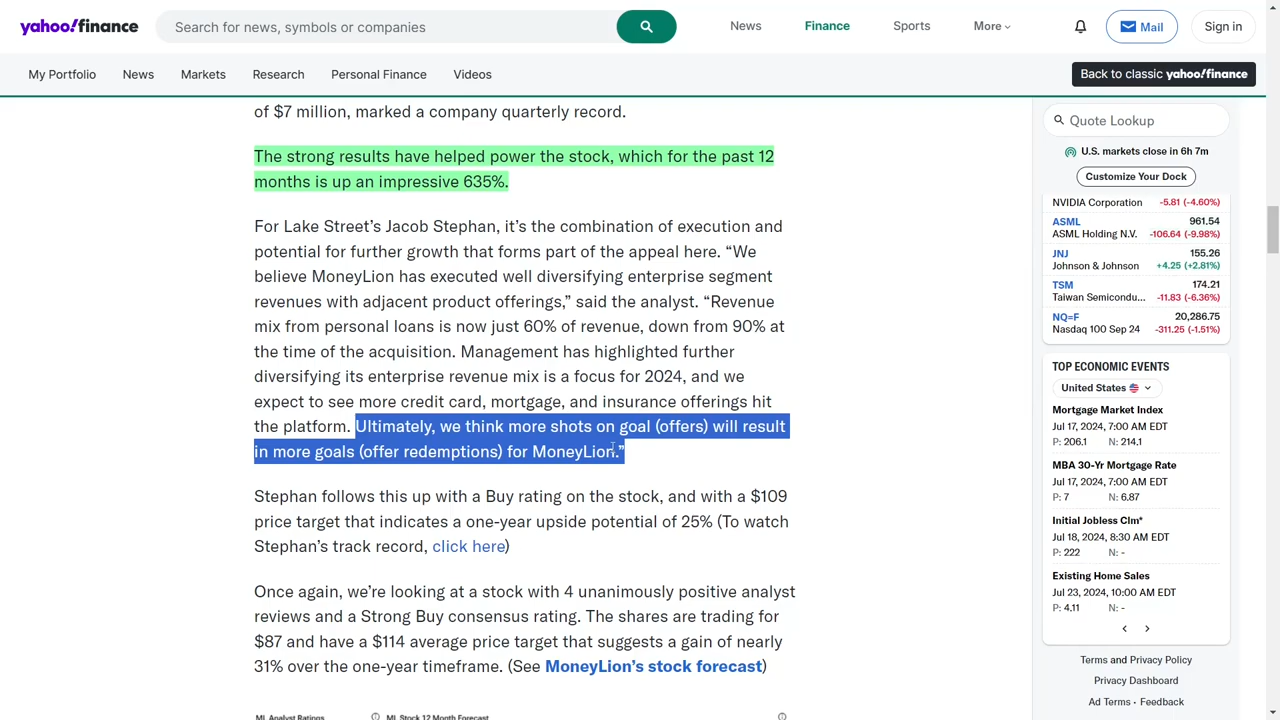 yahoo!finance
Search for news, symbols or companies
News
Finance
Sports
More
Mail
Sign in
My Portfolio
News
Markets
Research
Personal Finance
Videos
Back to classic yahoo!finance
of $7 million, marked a company quarterly record.
The strong results have helped power the stock, which for the past 12
months is up an impressive 635%.
For Lake Street’s Jacob Stephan, it’s the combination of execution and
potential for further growth that forms part of the appeal here. “We
believe MoneyLion has executed well diversifying enterprise segment
revenues with adjacent product offerings,” said the analyst. “Revenue
mix from personal loans is now just 60% of revenue, down from 90% at
the time of the acquisition. Management has highlighted further
diversifying its enterprise revenue mix is a focus for 2024, and we
expect to see more credit card, mortgage, and insurance offerings hit
the platform. Ultimately, we think more shots on goal (offers) will result
in more goals (offer redemptions) for MoneyLion.”
Stephan follows this up with a Buy rating on the stock, and with a $109
price target that indicates a one-year upside potential of 25% (To watch
Stephan’s track record, click here)
Once again, we’re looking at a stock with 4 unanimously positive analyst
reviews and a Strong Buy consensus rating. The shares are trading for
$87 and have a $114 average price target that suggests a gain of nearly
31% over the one-year timeframe. (See MoneyLion’s stock forecast)
ML Analyst Ratings
ML Stock 12 Month Forecast
Quote Lookup
U.S. markets close in 6h 7m
Customize Your Dock
NVIDIA Corporation -5.81 (-4.60%)
ASML 961.54
ASML Holding N.V. -106.64 (-9.98%)
JNJ 155.26
Johnson & Johnson +4.25 (+2.81%)
TSM 174.21
Taiwan Semicondu... -11.83 (-6.36%)
NQ=F 20,286.75
Nasdaq 100 Sep 24 -311.25 (-1.51%)
TOP ECONOMIC EVENTS
United States
Mortgage Market Index
Jul 17, 2024, 7:00 AM EDT
P: 206.1 N: 214.1
MBA 30-Yr Mortgage Rate
Jul 17, 2024, 7:00 AM EDT
P: 7 N: 6.87
Initial Jobless Clm*
Jul 18, 2024, 8:30 AM EDT
P: 222 N: -
Existing Home Sales
Jul 23, 2024, 10:00 AM EDT
P: 4.11 N: -
Terms and Privacy Policy
Privacy Dashboard
Ad Terms • Feedback